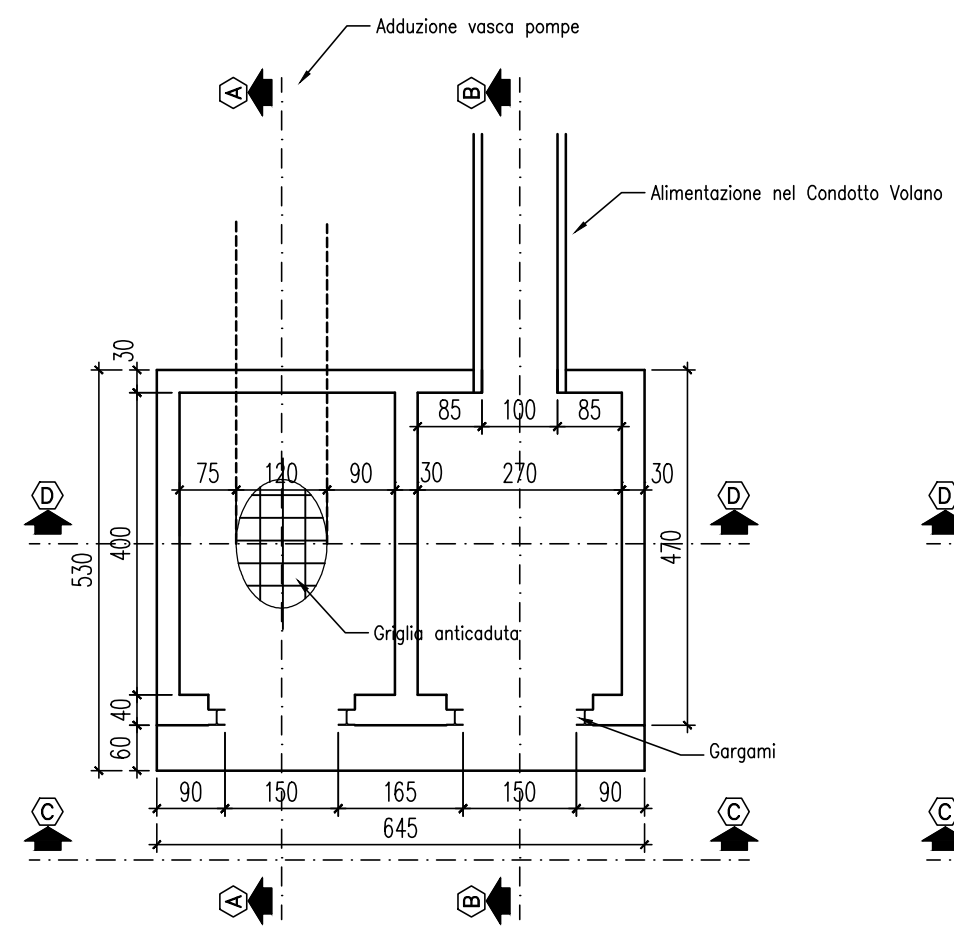 Adduzione vasca pompe
A
B
Alimentazione nel Condotto Volano
30
85 100 85
75 120 90 30 270 30
D
D
D
530
400
470
Griglia anticaduta
40
60
Gargami
90 150 165 150 90
645
C
C
C
A
B